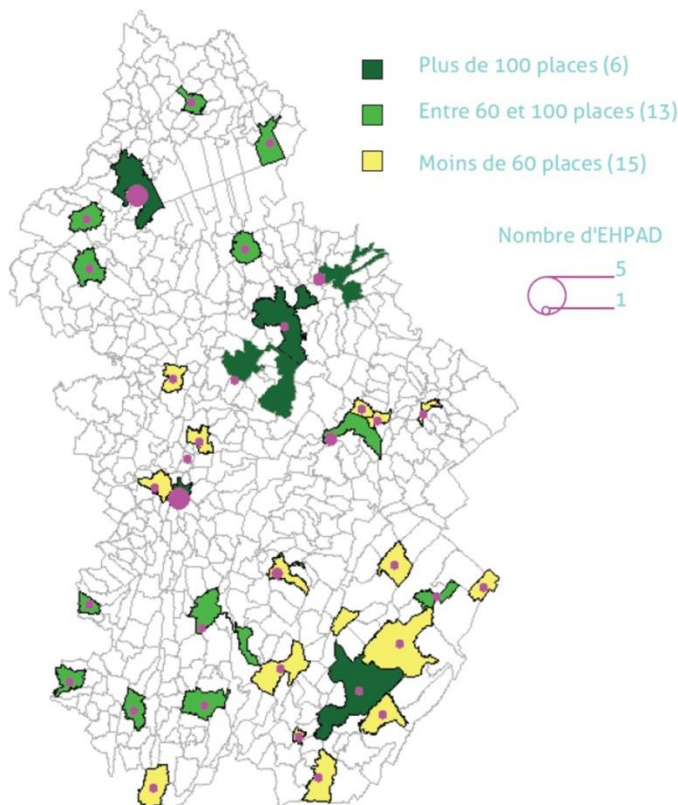 Plus de 100 places (6)
Entre 60 et 100 places (13)
Moins de 60 places (15)
Nombre d'EHPAD
5
1